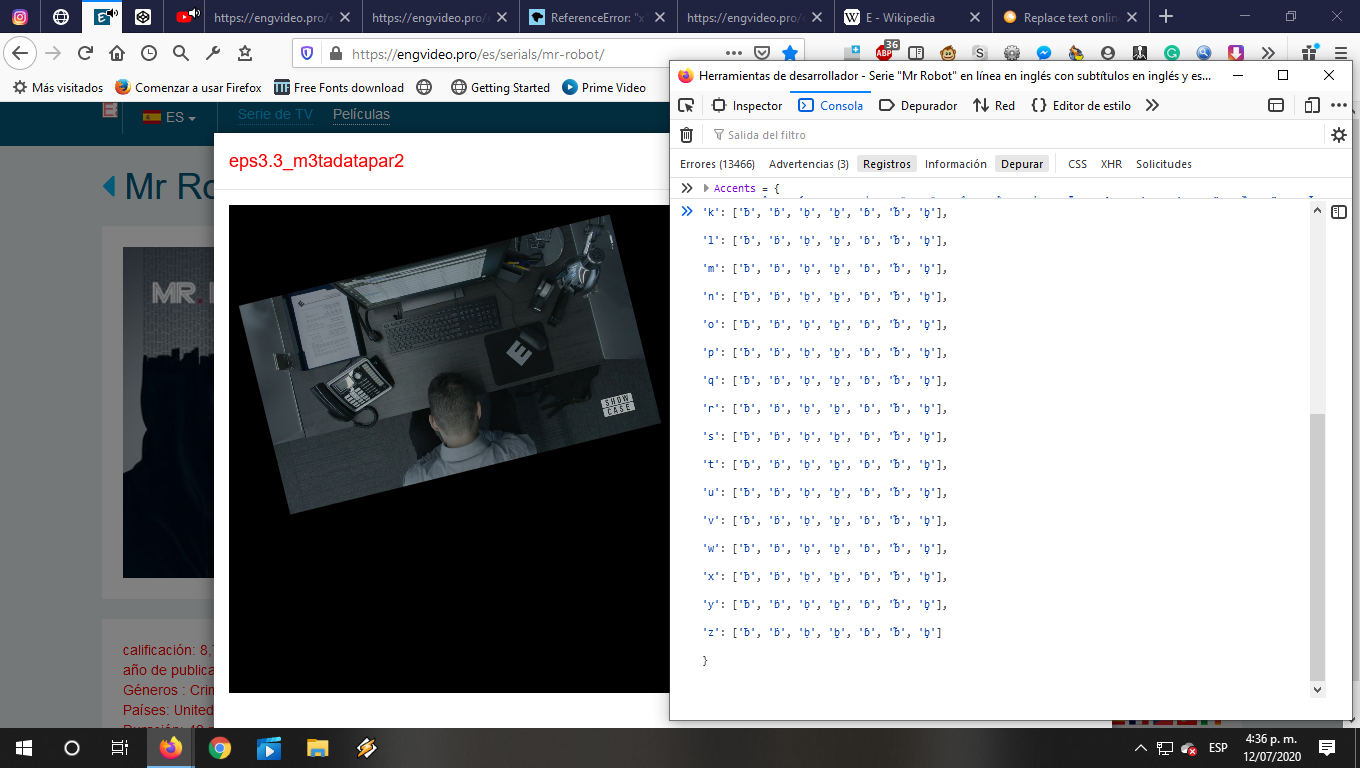 https://engvideo.pro/e
https://engvideo.pro/e
ReferenceError: "x
https://engvideo.pro/e
W E - Wikipedia
Replace text online
https://engvideo.pro/es/serials/mr-robot/
36
Más visitados
Comenzar a usar Firefox
Free Fonts download
Getting Started
Prime Video
ES
Serie de TV
Películas
Mr Ro
MR.
eps3.3_m3tadatapar2
SHOW
CASE
calificación: 8,
año de publica
Géneros : Crim
Países: United
Herramientas de desarrollador - Serie "Mr Robot" en línea en inglés con subtítulos en inglés y es...
Inspector
Consola
Depurador
Red
Editor de estilo
Salida del filtro
Errores (13466)
Advertencias (3)
Registros
Información
Depurar
CSS
XHR
Solicitudes
Accents = {
'k': ['ƀ', 'ɓ', 'ḅ', 'ḇ', 'ɓ', 'ƃ', 'b̧'],
'l': ['ƀ', 'ɓ', 'ḅ', 'ḇ', 'ɓ', 'ƃ', 'b̧'],
'm': ['ƀ', 'ɓ', 'ḅ', 'ḇ', 'ɓ', 'ƃ', 'b̧'],
'n': ['ƀ', 'ɓ', 'ḅ', 'ḇ', 'ɓ', 'ƃ', 'b̧'],
'o': ['ƀ', 'ɓ', 'ḅ', 'ḇ', 'ɓ', 'ƃ', 'b̧'],
'p': ['ƀ', 'ɓ', 'ḅ', 'ḇ', 'ɓ', 'ƃ', 'b̧'],
'q': ['ƀ', 'ɓ', 'ḅ', 'ḇ', 'ɓ', 'ƃ', 'b̧'],
'r': ['ƀ', 'ɓ', 'ḅ', 'ḇ', 'ɓ', 'ƃ', 'b̧'],
's': ['ƀ', 'ɓ', 'ḅ', 'ḇ', 'ɓ', 'ƃ', 'b̧'],
't': ['ƀ', 'ɓ', 'ḅ', 'ḇ', 'ɓ', 'ƃ', 'b̧'],
'u': ['ƀ', 'ɓ', 'ḅ', 'ḇ', 'ɓ', 'ƃ', 'b̧'],
'v': ['ƀ', 'ɓ', 'ḅ', 'ḇ', 'ɓ', 'ƃ', 'b̧'],
'w': ['ƀ', 'ɓ', 'ḅ', 'ḇ', 'ɓ', 'ƃ', 'b̧'],
'x': ['ƀ', 'ɓ', 'ḅ', 'ḇ', 'ɓ', 'ƃ', 'b̧'],
'y': ['ƀ', 'ɓ', 'ḅ', 'ḇ', 'ɓ', 'ƃ', 'b̧'],
'z': ['ƀ', 'ɓ', 'ḅ', 'ḇ', 'ɓ', 'ƃ', 'b̧']
}
ESP
4:36 p. m.
12/07/2020